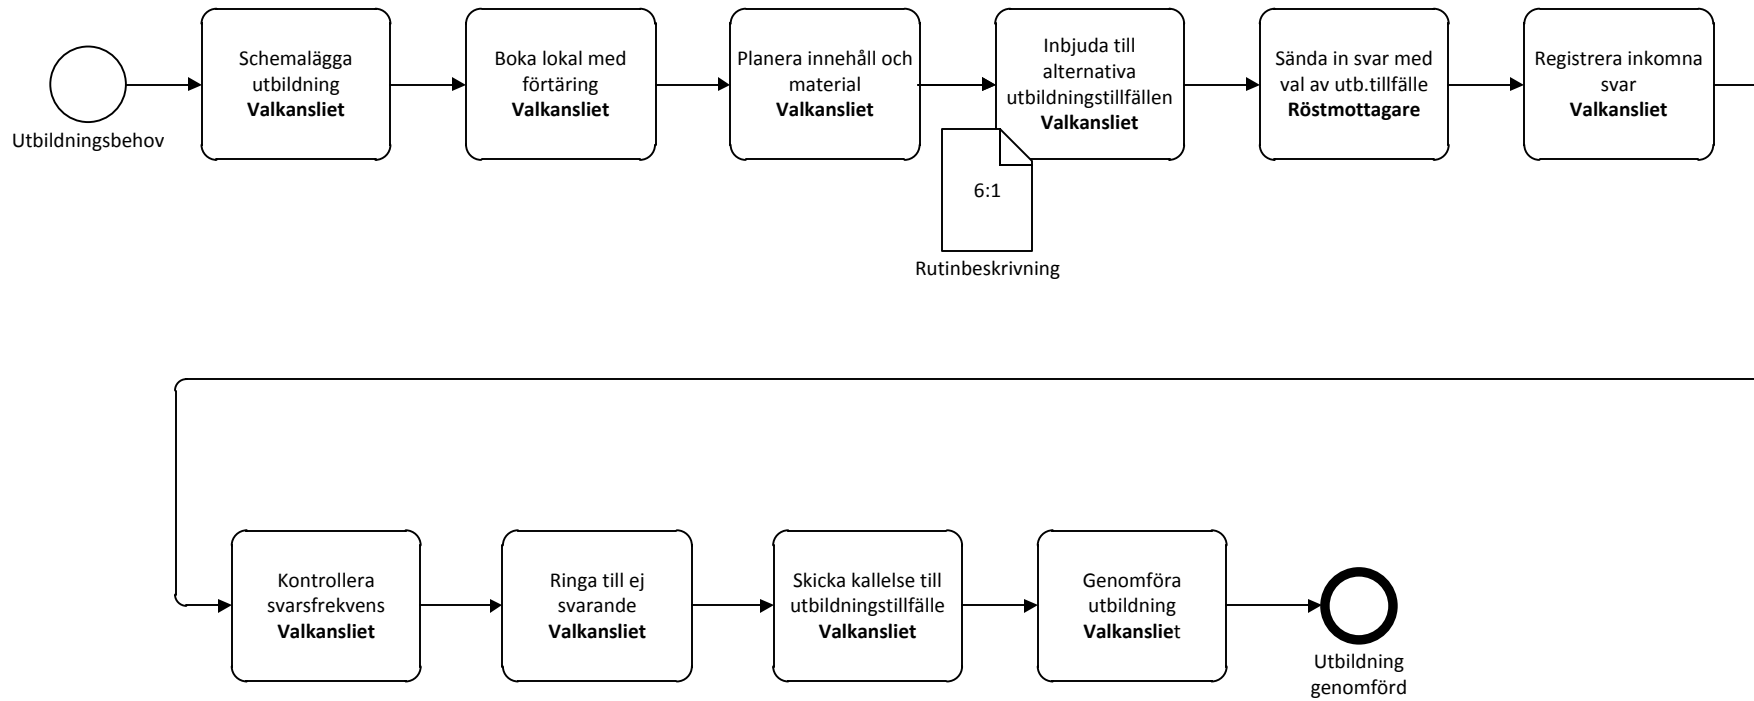 Utbildningsbehov
Schemalägga
utbildning
Valkansliet
Boka lokal med
förtäring
Valkansliet
Planera innehåll och
material
Valkansliet
Inbjuda till
alternativa
utbildningstillfällen
Valkansliet
6:1
Rutinbeskrivning
Sända in svar med
val av utb.tillfälle
Röstmottagare
Registrera inkomna
svar
Valkansliet
Kontrollera
svarsfrekvens
Valkansliet
Ringa till ej
svarande
Valkansliet
Skicka kallelse till
utbildningstillfälle
Valkansliet
Genomföra
utbildning
Valkansliet
Utbildning
genomförd